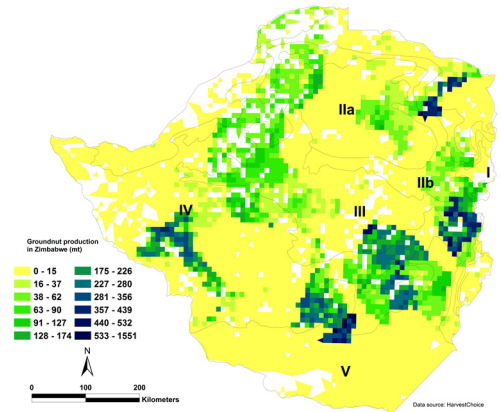 IIa
I
IIb
IV
III
Groundnut production
in Zimbabwe (mt)
0 - 15
16 - 37
38 - 62
63 - 90
91 - 127
128 - 174
175 - 226
227 - 280
281 - 356
357 - 439
440 - 532
533 - 1551
V
N
0 100 200
Kilometers
Data source: HarvestChoice